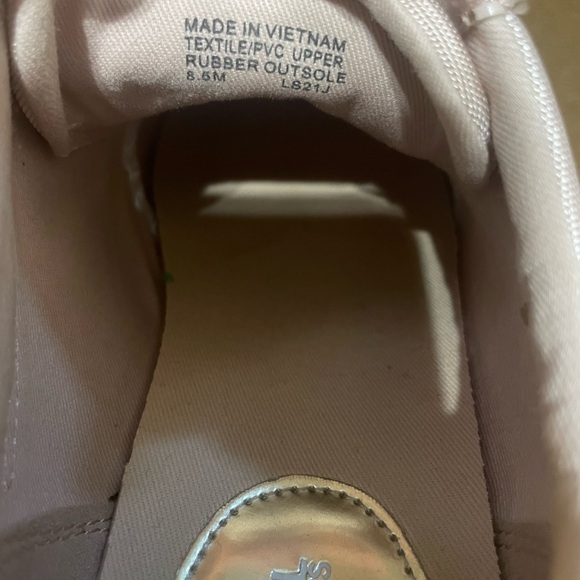 MADE IN VIETNAM
TEXTILE/PVC UPPER
RUBBER OUTSOLE
8.5M LS21J